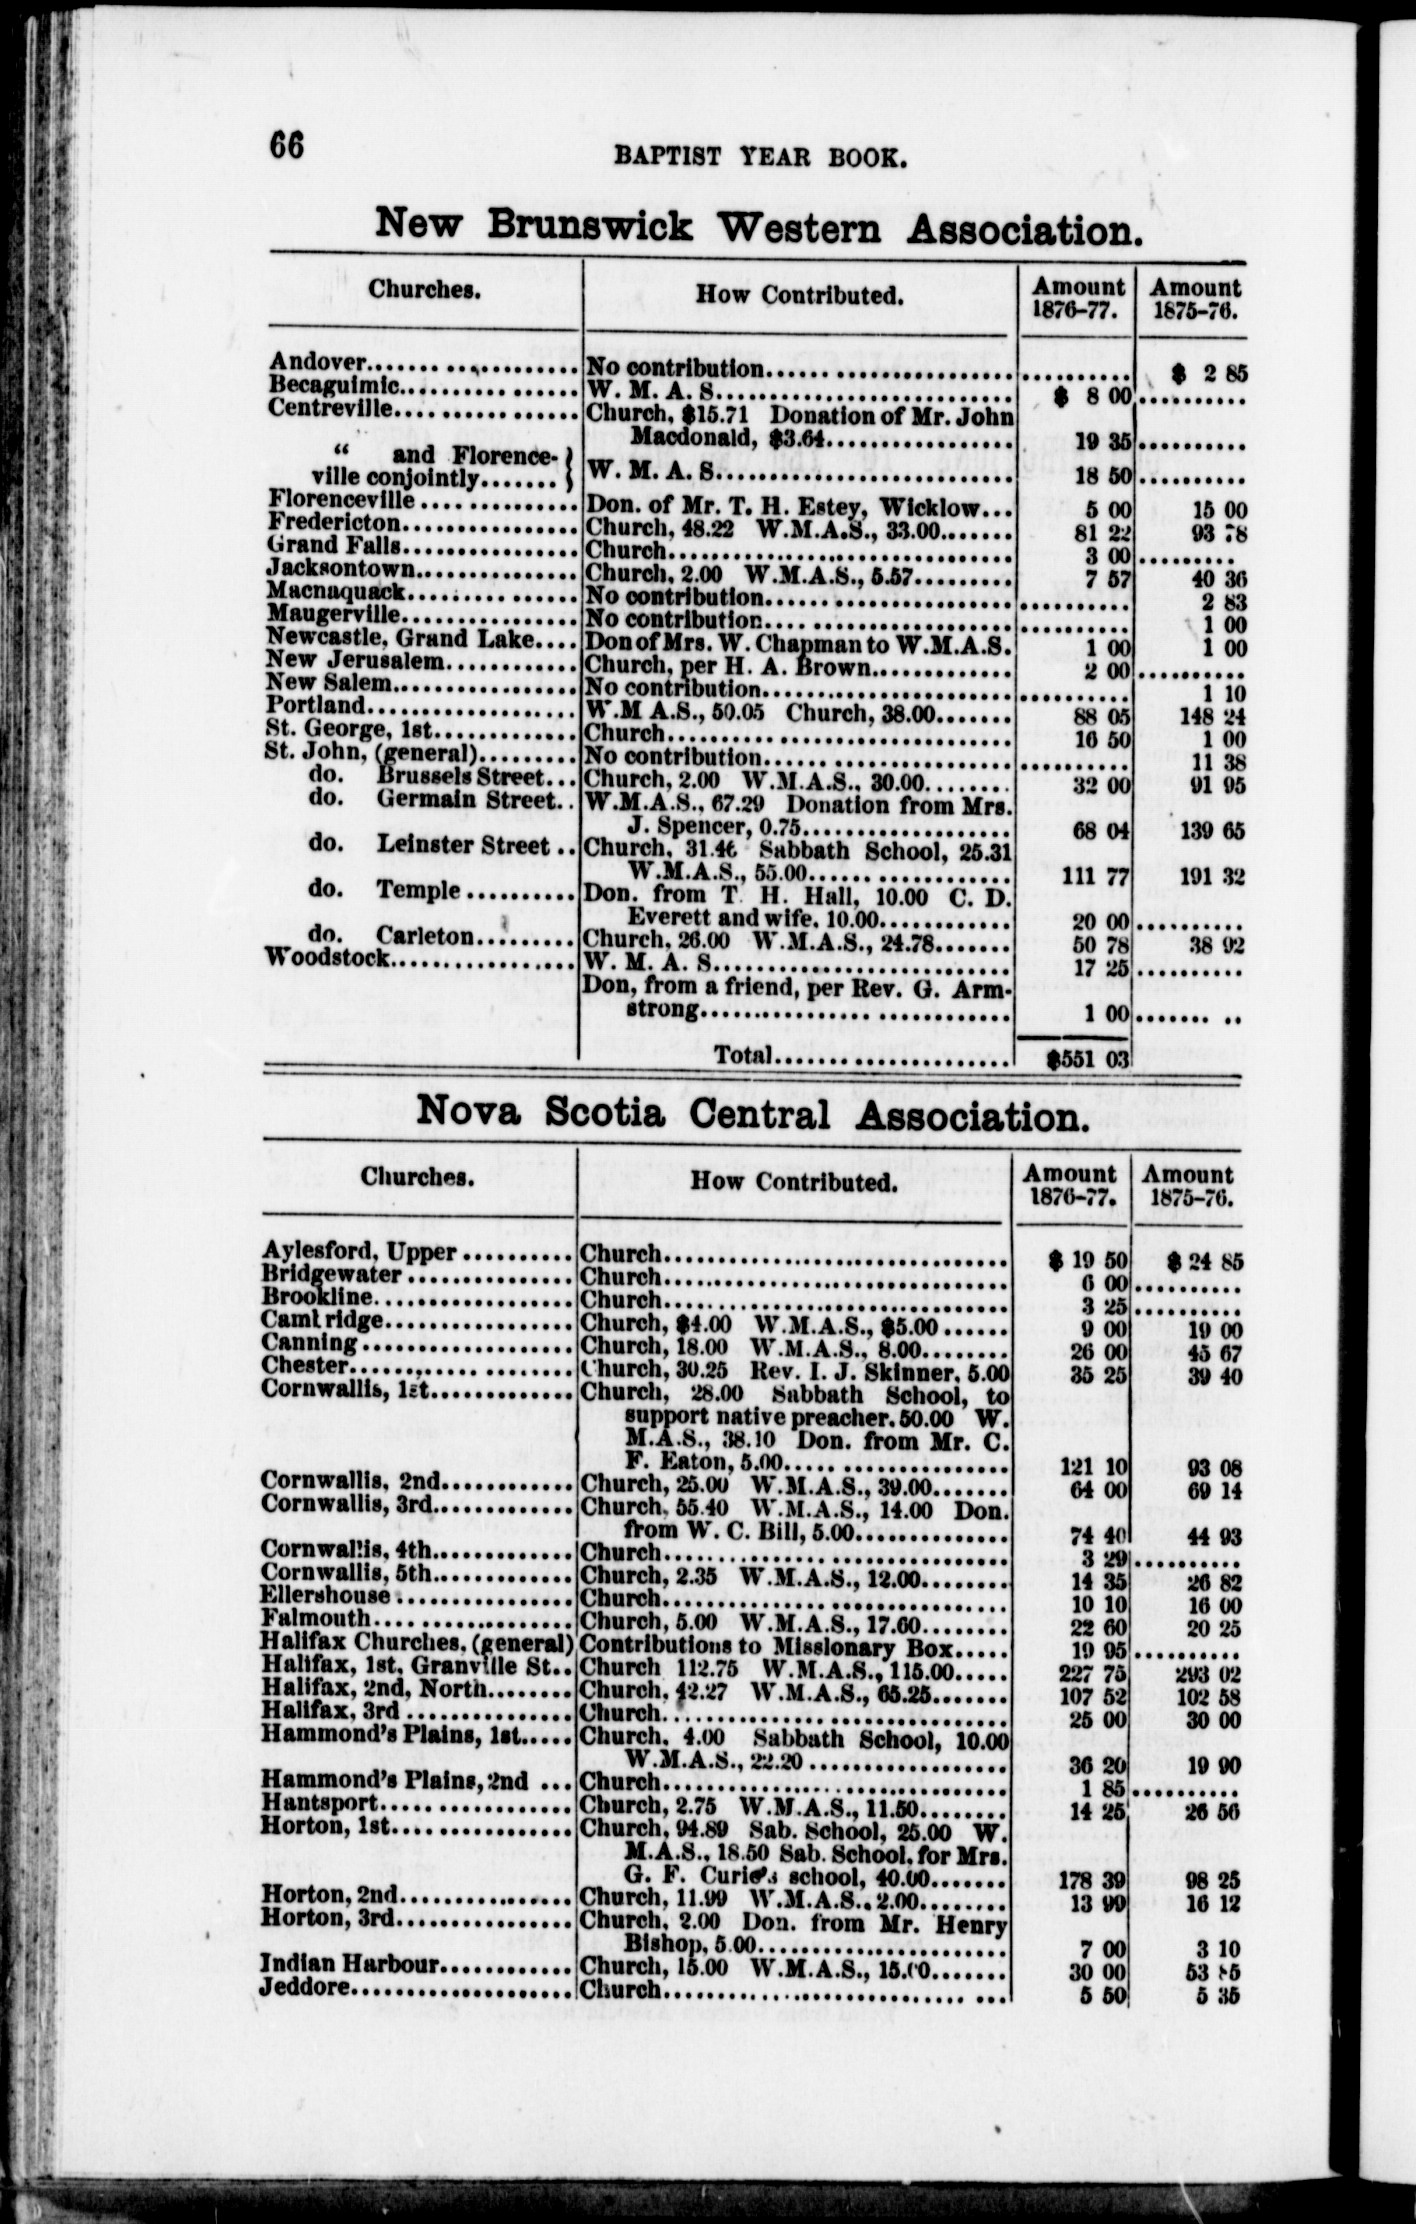 66
BAPTIST YEAR BOOK.
New Brunswick Western Association.
Churches. How Contributed. Amount 1876-77. Amount 1875-76.
Andover.................... No contribution...................... .......... $ 2 85
Becaguimic................ W. M. A. S........................... $ 8 00 ..........
Centreville................ Church, $15.71 Donation of Mr. John
Macdonald, $3.64................. 19 35 ..........
“ and Florence- }
ville conjointly....... } W. M. A. S........................... 18 50 ..........
Florenceville .............. Don. of Mr. T. H. Estey, Wicklow... 5 00 15 00
Fredericton................ Church, 48.22 W.M.A.S., 33.00....... 81 22 93 78
Grand Falls................ Church............................... 3 00 ..........
Jacksontown............... Church, 2.00 W.M.A.S., 5.57......... 7 57 40 36
Macnaquack............... No contribution...................... .......... 2 83
Maugerville................ No contribution...................... .......... 1 00
Newcastle, Grand Lake.... Don of Mrs. W. Chapman to W.M.A.S. 1 00 1 00
New Jerusalem............ Church, per H. A. Brown............. 2 00 ..........
New Salem................. No contribution...................... .......... 1 10
Portland................... W.M A.S., 50.05 Church, 38.00....... 88 05 148 24
St. George, 1st............. Church............................... 16 50 1 00
St. John, (general)......... No contribution...................... .......... 11 38
do. Brussels Street... Church, 2.00 W.M.A.S., 30.00........ 32 00 91 95
do. Germain Street.. W.M.A.S., 67.29 Donation from Mrs.
J. Spencer, 0.75................... 68 04 139 65
do. Leinster Street .. Church, 31.46 Sabbath School, 25.31
W.M.A.S., 55.00................... 111 77 191 32
do. Temple .......... Don. from T. H. Hall, 10.00 C. D.
Everett and wife, 10.00............ 20 00 ..........
do. Carleton......... Church, 26.00 W.M.A.S., 24.78....... 50 78 38 92
Woodstock................. W. M. A. S........................... 17 25 ..........
Don, from a friend, per Rev. G. Arm-
strong............................ 1 00 ....... ..
Total...................... $551 03
Nova Scotia Central Association.
Churches. How Contributed. Amount 1876-77. Amount 1875-76.
Aylesford, Upper .......... Church............................... $ 19 50 $ 24 85
Bridgewater ............... Church............................... 6 00 ..........
Brookline.................. Church............................... 3 25 ..........
Cambridge................. Church, $4.00 W.M.A.S., $5.00 ...... 9 00 19 00
Canning................... Church, 18.00 W.M.A.S., 8.00........ 26 00 45 67
Chester.................... Church, 30.25 Rev. I. J. Skinner, 5.00 35 25 39 40
Cornwallis, 1st............. Church, 28.00 Sabbath School, to
support native preacher, 50.00 W.
M.A.S., 38.10 Don. from Mr. C.
F. Eaton, 5.00..................... 121 10 93 08
Cornwallis, 2nd............ Church, 25.00 W.M.A.S., 39.00....... 64 00 69 14
Cornwallis, 3rd............. Church, 55.40 W.M.A.S., 14.00 Don.
from W. C. Bill, 5.00.............. 74 40 44 93
Cornwallis, 4th............. Church............................... 3 29 ..........
Cornwallis, 5th............. Church, 2.35 W.M.A.S., 12.00........ 14 35 26 82
Ellershouse ................ Church............................... 10 10 16 00
Falmouth.................. Church, 5.00 W.M.A.S., 17.60........ 22 60 20 25
Halifax Churches, (general) Contributions to Missionary Box..... 19 95 ..........
Halifax, 1st, Granville St.. Church 112.75 W.M.A.S., 115.00..... 227 75 293 02
Halifax, 2nd, North........ Church, 42.27 W.M.A.S., 65.25....... 107 52 102 58
Halifax, 3rd ............... Church............................... 25 00 30 00
Hammond's Plains, 1st..... Church, 4.00 Sabbath School, 10.00
W.M.A.S., 22.20 .................. 36 20 19 90
Hammond's Plains, 2nd ... Church............................... 1 85 ..........
Hantsport.................. Church, 2.75 W.M.A.S., 11.50........ 14 25 26 56
Horton, 1st................. Church, 94.89 Sab. School, 25.00 W.
M.A.S., 18.50 Sab. School, for Mrs.
G. F. Curie's school, 40.00....... 178 39 98 25
Horton, 2nd................ Church, 11.99 W.M.A.S., 2.00........ 13 99 16 12
Horton, 3rd................ Church, 2.00 Don. from Mr. Henry
Bishop, 5.00....................... 7 00 3 10
Indian Harbour............ Church, 15.00 W.M.A.S., 15.00....... 30 00 53 85
Jeddore.................... Church............................... 5 50 5 35